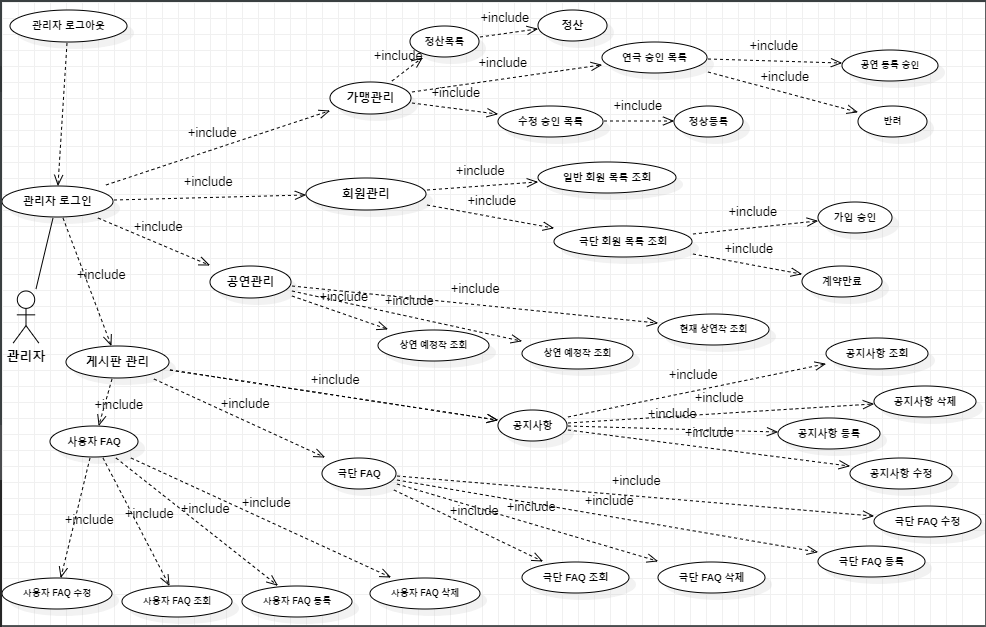 관리자 로그아웃
+include
정산
정산목록
+include
+include
연극 승인 목록
+include
공연 등록 승인
+include
가맹관리
+include
수정 승인 목록
+include
정상등록
반려
+include
+include
일반 회원 목록 조회
+include
관리자 로그인
회원관리
+include
+include
가입 승인
+include
극단 회원 목록 조회
+include
계약만료
+include
공연관리
+include
+include
+include
현재 상연작 조회
상연 예정작 조회
상연 예정작 조회
관리자
게시판 관리
+include
+include
+include
공지사항 조회
+include
+include
공지사항 삭제
+include
+include
공지사항
공지사항 등록
사용자 FAQ
극단 FAQ
공지사항 수정
+include
+include
+include
+include
+include
+include
+include
+include
극단 FAQ 수정
극단 FAQ 등록
극단 FAQ 조회
극단 FAQ 삭제
사용자 FAQ 수정
사용자 FAQ 조회
사용자 FAQ 등록
사용자 FAQ 삭제